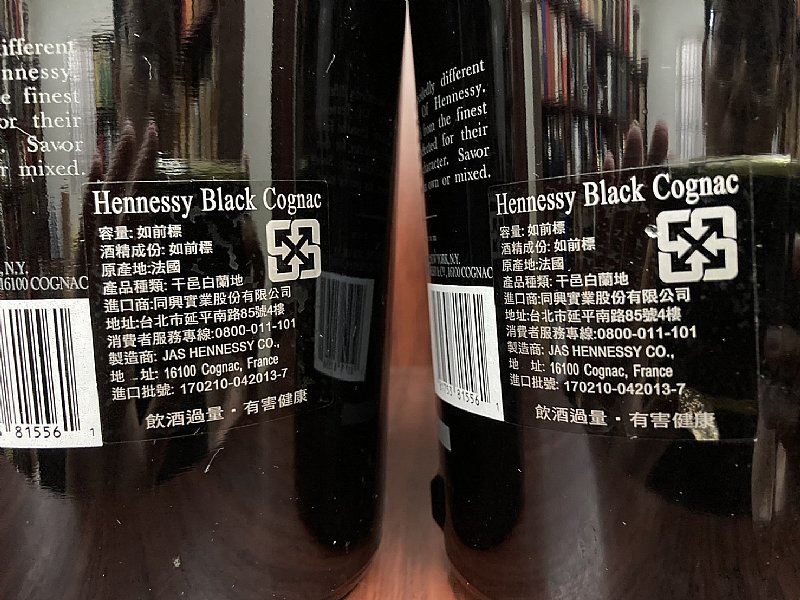 ifferent
nnessy.
e finest
or their
. Savor
r mixed.
, N.Y.
16100 COGNAC
81556 1
Hennessy Black Cognac
容量: 如前標
酒精成份: 如前標
原產地:法國
產品種類: 干邑白蘭地
進口商:同興實業股份有限公司
地址:台北市延平南路85號4樓
消費者服務專線:0800-011-101
製造商: JAS HENNESSY CO.,
地 址: 16100 Cognac, France
進口批號: 170210-042013-7
飲酒過量‧有害健康
different
Of Hennessy.
from the finest
ected for their
character. Savor
own or mixed.
YORK, N.Y.
16100 COGNAC
81556 1
Hennessy Black Cognac
容量: 如前標
酒精成份: 如前標
原產地:法國
產品種類: 干邑白蘭地
進口商:同興實業股份有限公司
地址:台北市延平南路85號4樓
消費者服務專線:0800-011-101
製造商: JAS HENNESSY CO.,
地 址: 16100 Cognac, France
進口批號: 170210-042013-7
飲酒過量‧有害健康